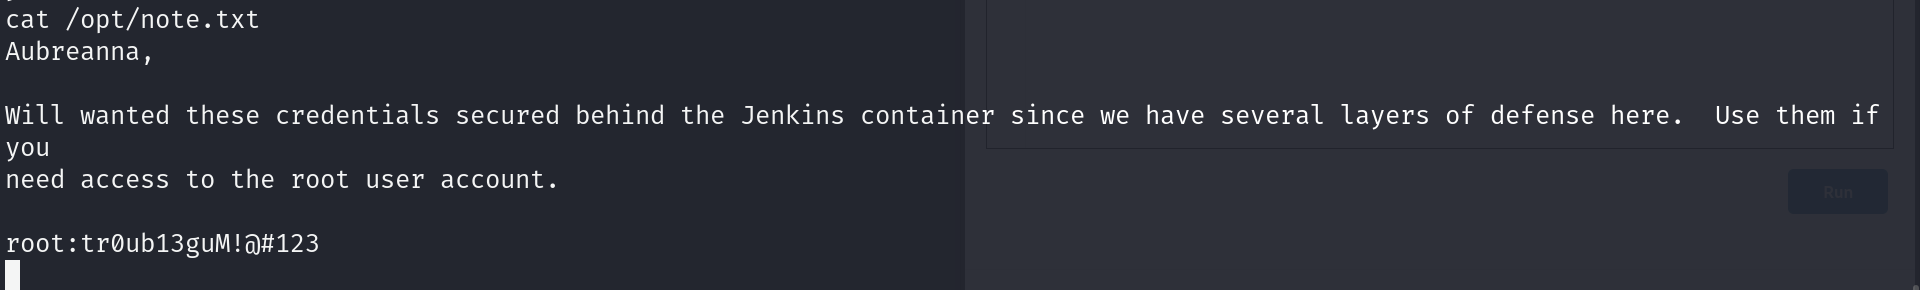 cat /opt/note.txt
Aubreanna,
Will wanted these credentials secured behind the Jenkins container since we have several layers of defense here.  Use them if
you
need access to the root user account.
Run
root:tr0ub13guM!@#123